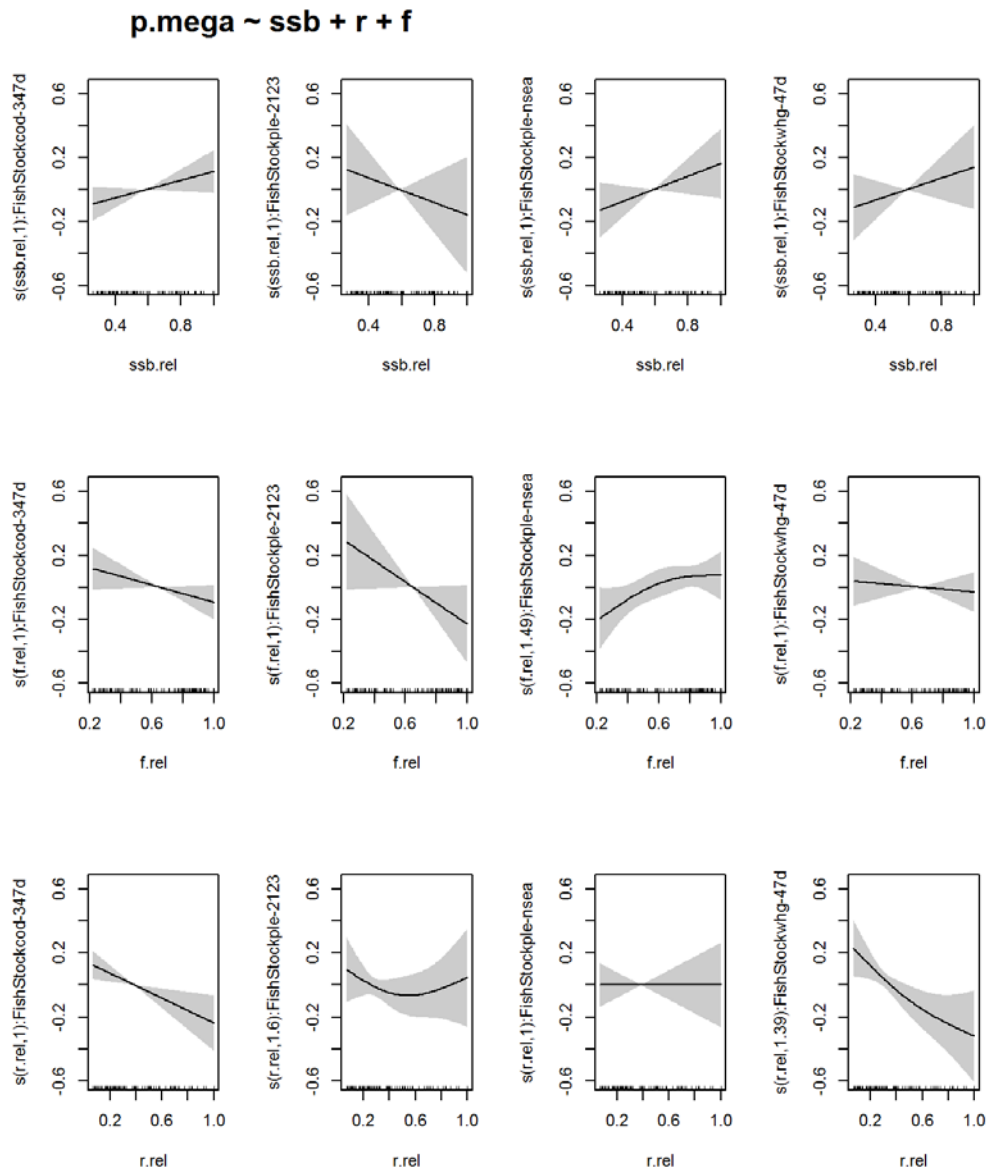 p.mega ~ ssb + r + f
s(ssb.rel,1):FishStockcod-347d
-0.6 -0.2 0.2 0.6
0.4 0.8
ssb.rel
s(ssb.rel,1):FishStockple-2123
-0.6 -0.2 0.2 0.6
0.4 0.8
ssb.rel
s(ssb.rel,1):FishStockple-nsea
-0.6 -0.2 0.2 0.6
0.4 0.8
ssb.rel
s(ssb.rel,1):FishStockwhg-47d
-0.6 -0.2 0.2 0.6
0.4 0.8
ssb.rel
s(f.rel,1):FishStockcod-347d
-0.6 -0.2 0.2 0.6
0.2 0.6 1.0
f.rel
s(f.rel,1):FishStockple-2123
-0.6 -0.2 0.2 0.6
0.2 0.6 1.0
f.rel
s(f.rel,1.49):FishStockple-nsea
-0.6 -0.2 0.2 0.6
0.2 0.6 1.0
f.rel
s(f.rel,1):FishStockwhg-47d
-0.6 -0.2 0.2 0.6
0.2 0.6 1.0
f.rel
s(r.rel,1):FishStockcod-347d
-0.6 -0.2 0.2 0.6
0.2 0.6 1.0
r.rel
s(r.rel,1.6):FishStockple-2123
-0.6 -0.2 0.2 0.6
0.2 0.6 1.0
r.rel
s(r.rel,1):FishStockple-nsea
-0.6 -0.2 0.2 0.6
0.2 0.6 1.0
r.rel
s(r.rel,1.39):FishStockwhg-47d
-0.6 -0.2 0.2 0.6
0.2 0.6 1.0
r.rel